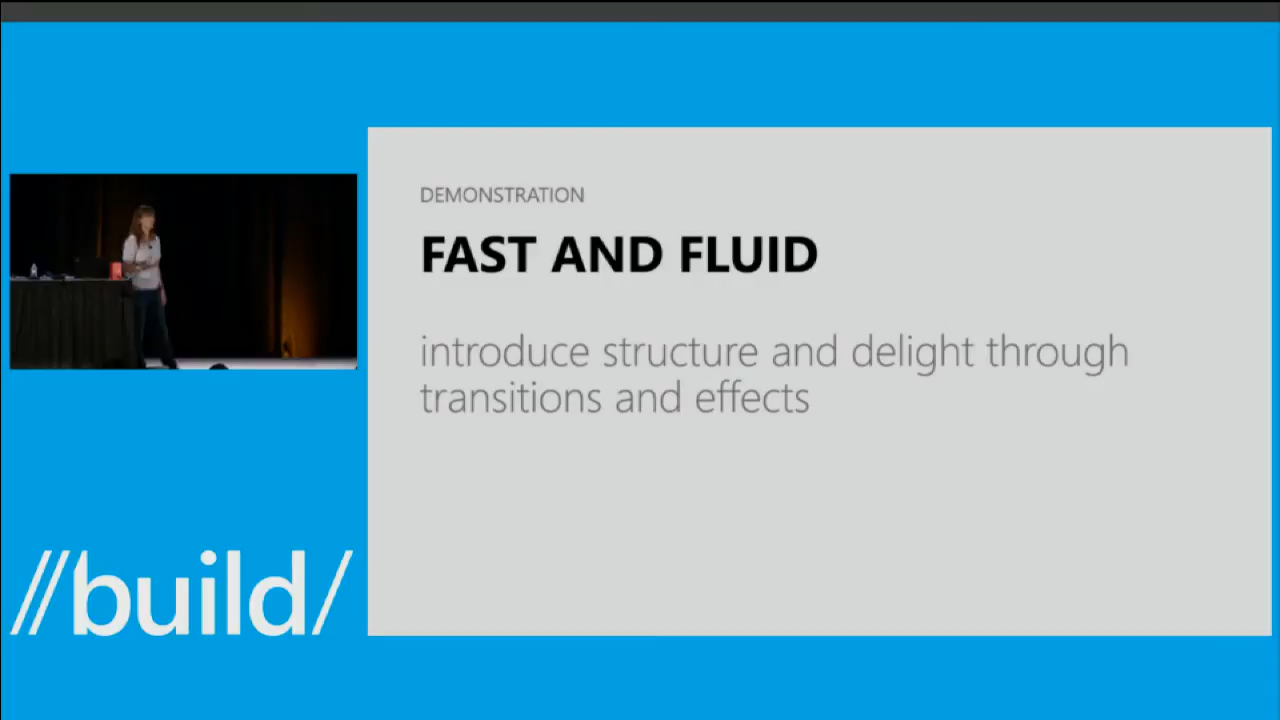 DEMONSTRATION
FAST AND FLUID
introduce structure and delight through
transitions and effects
//build/